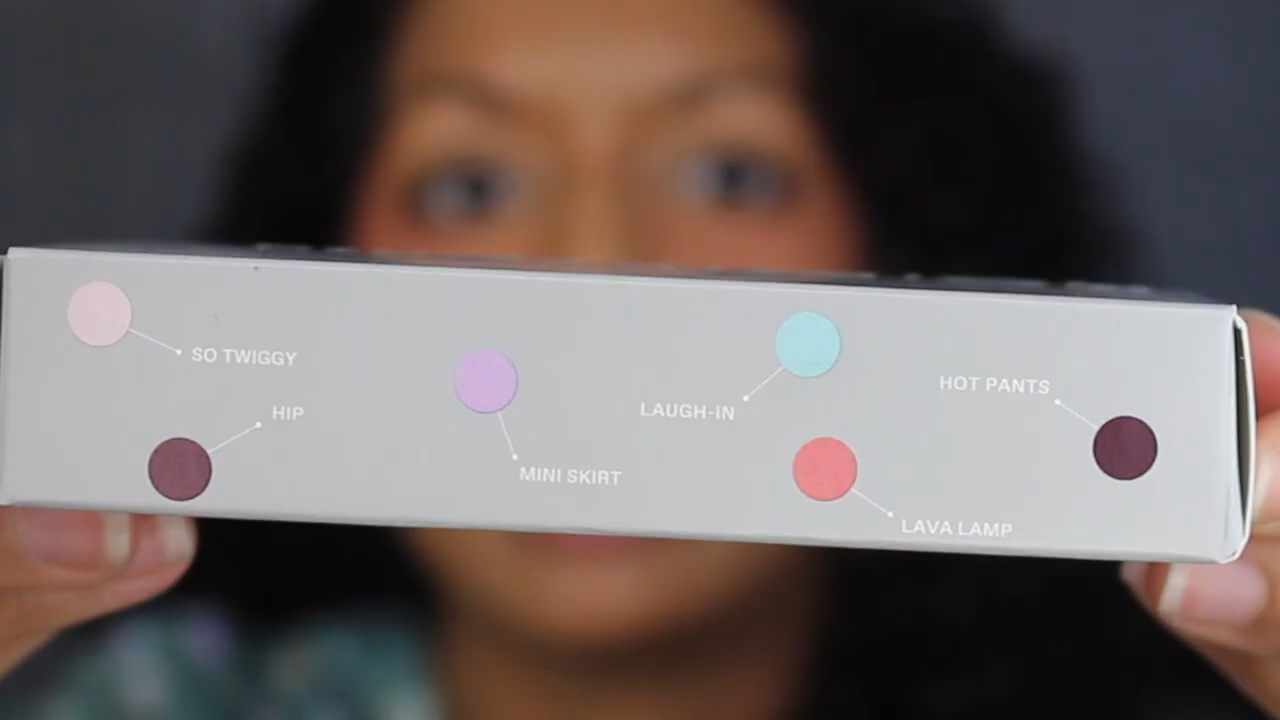 SO TWIGGY
HIP
MINI SKIRT
LAUGH-IN
LAVA LAMP
HOT PANTS